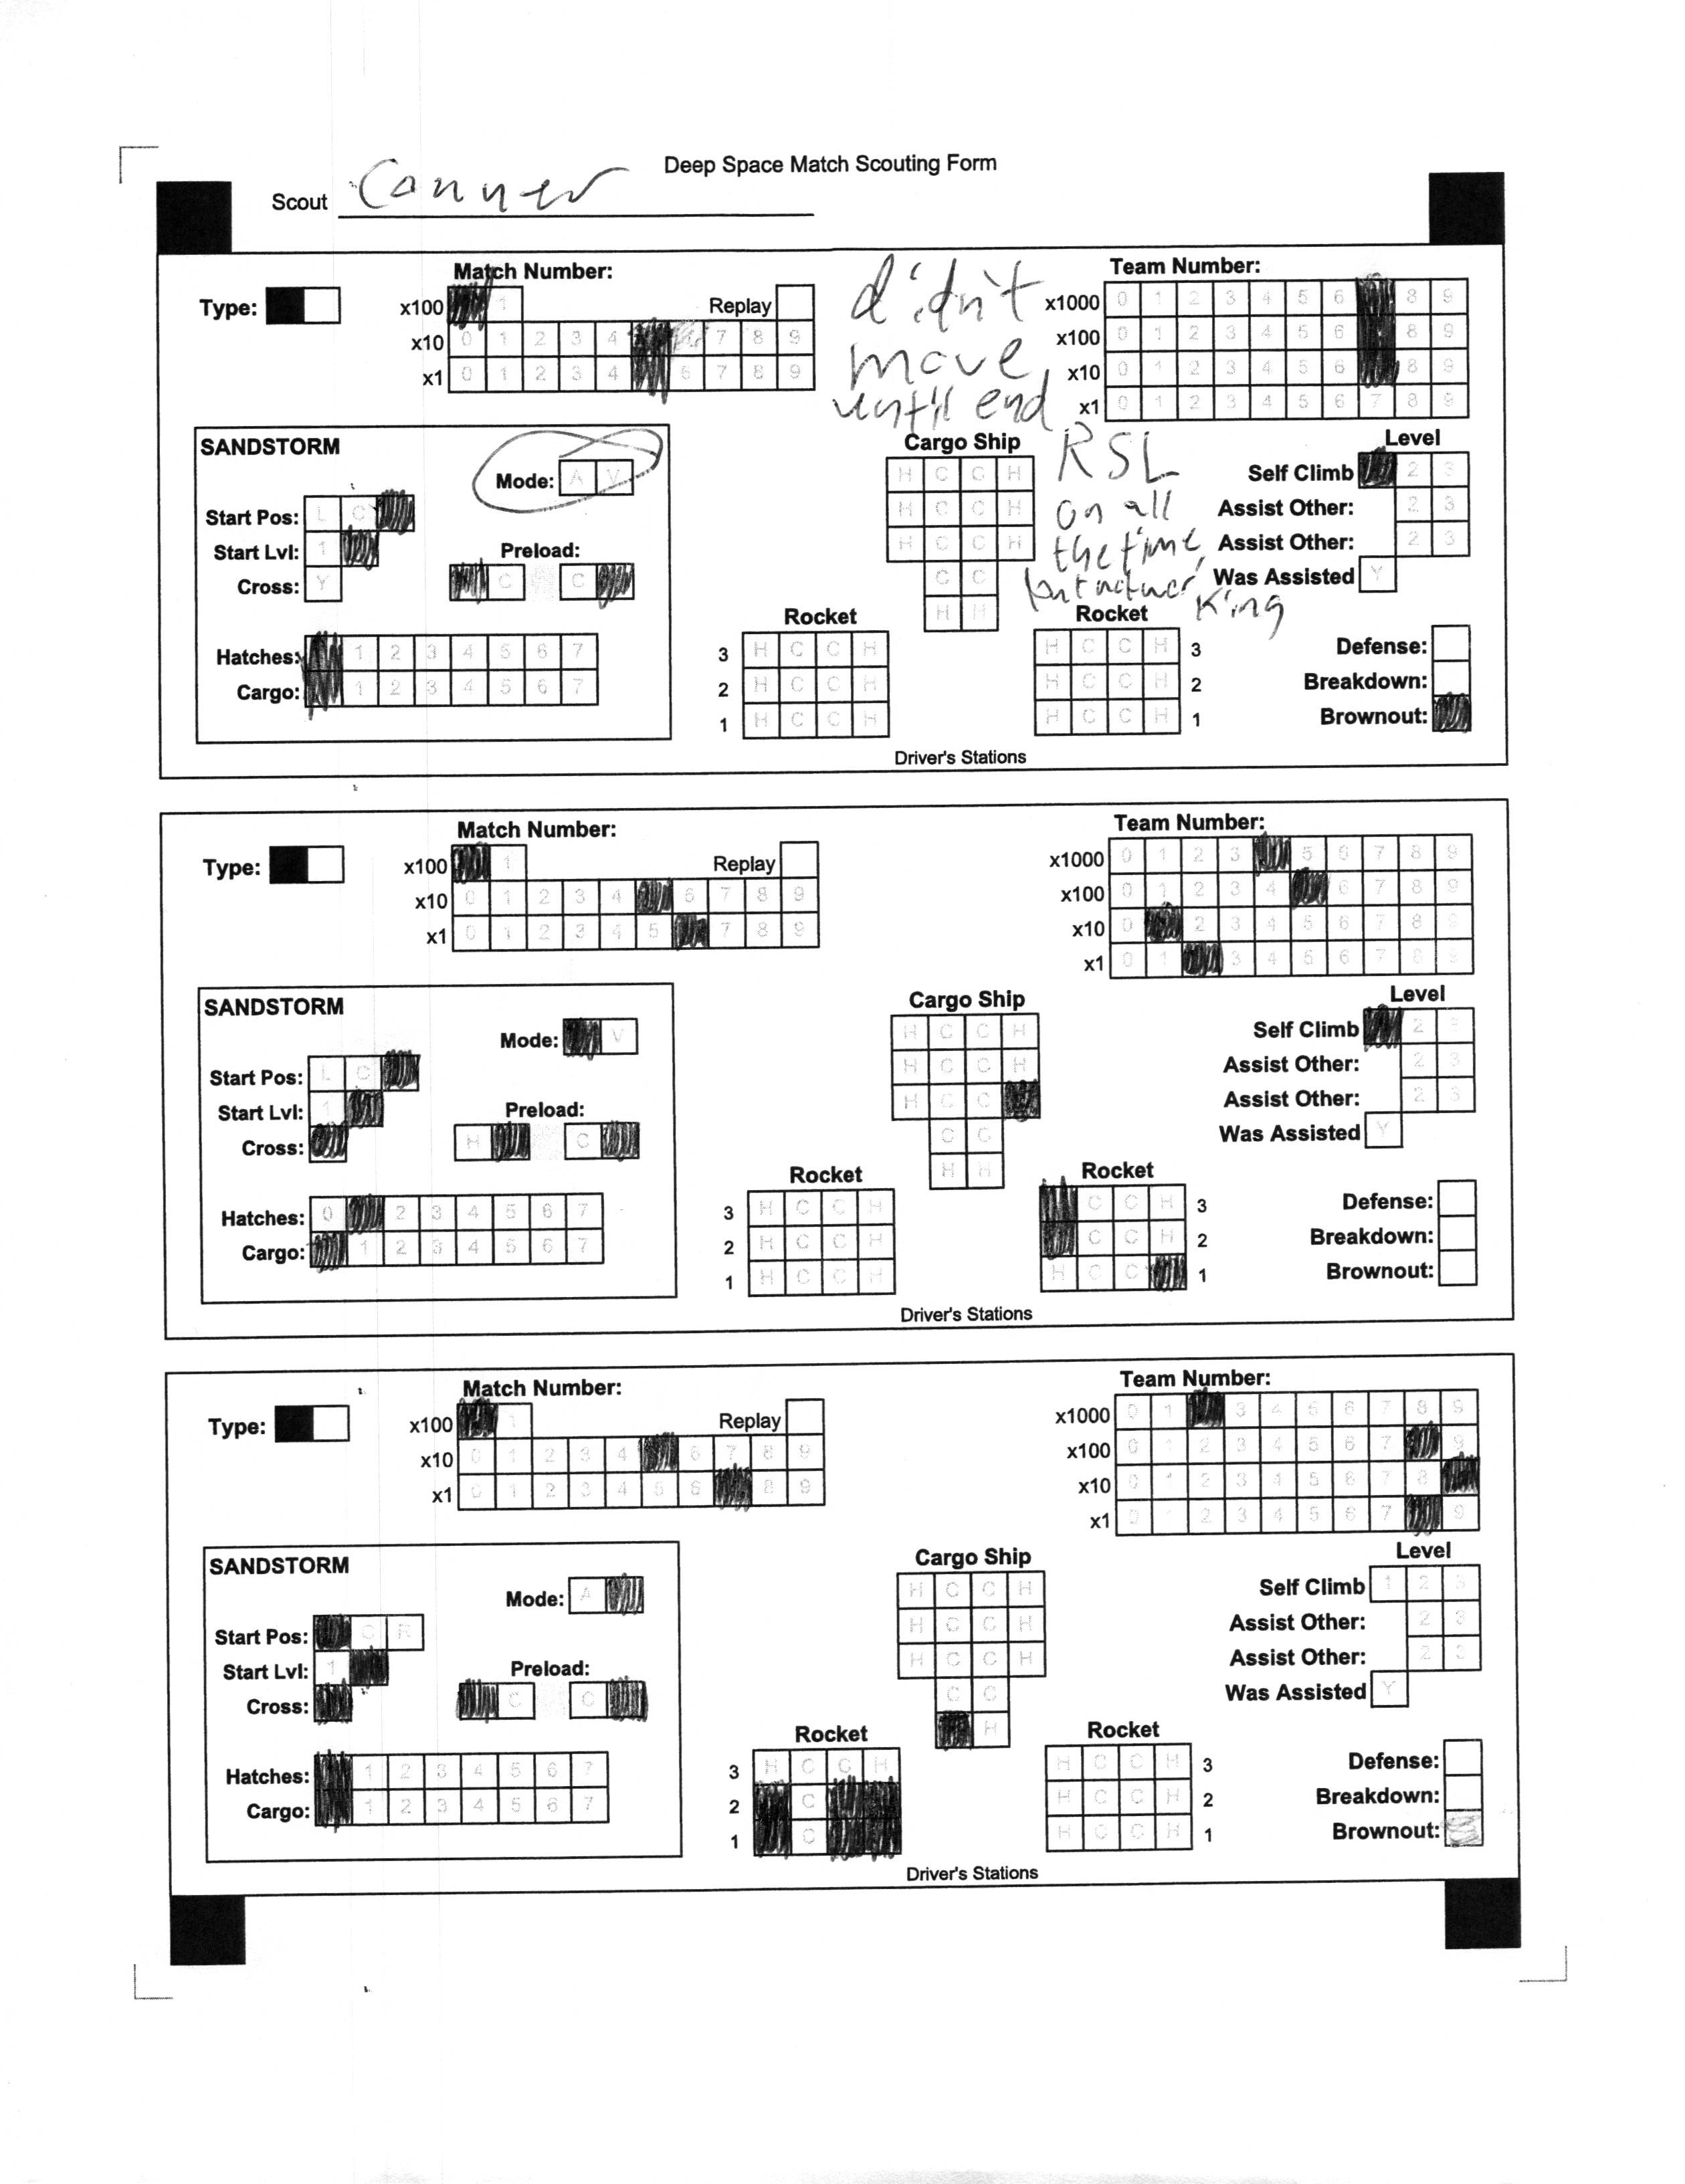 Deep Space Match Scouting Form
Scout Conner
Match Number:
Team Number:
Type:
x100 1 Replay
x10 0 1 2 3 4 7 8 9
x1 0 1 2 3 4 6 7 8 9
didn't
move
until end
x1000 0 1 2 3 4 5 6 8 9
x100 0 1 2 3 4 5 6 8 9
x10 0 1 2 3 4 5 6 8 9
x1 0 1 2 3 4 5 6 7 8 9
RSL
on all
the time,
king
SANDSTORM
Mode: A V
Start Pos: L C
Start Lvl: 1
Cross: Y
Preload:
C C
Hatches: 1 2 3 4 5 6 7
Cargo: 1 2 3 4 5 6 7
Cargo Ship
H C C H
H C C H
H C C H
C C
H H
Level
Self Climb 2 3
Assist Other: 2 3
Assist Other: 2 3
Was Assisted Y
Rocket
3 H C C H
2 H C C H
1 H C C H
Rocket
H C C H 3
H C C H 2
H C C H 1
Defense:
Breakdown:
Brownout:
Driver's Stations
Match Number:
Team Number:
Type:
x100 1 Replay
x10 0 1 2 3 4 6 7 8 9
x1 0 1 2 3 4 5 7 8 9
x1000 0 1 2 3 5 6 7 8 9
x100 0 1 2 3 4 6 7 8 9
x10 0 2 3 4 5 6 7 8 9
x1 0 1 3 4 5 6 7 8 9
SANDSTORM
Mode: V
Start Pos: L C
Start Lvl: 1
Cross:
Preload:
H C
Hatches: 0 2 3 4 5 6 7
Cargo: 1 2 3 4 5 6 7
Cargo Ship
H C C H
H C C H
H C C
C C
H H
Level
Self Climb 2 3
Assist Other: 2 3
Assist Other: 2 3
Was Assisted Y
Rocket
3 H C C H
2 H C C H
1 H C C H
Rocket
C C H 3
C C H 2
H C C 1
Defense:
Breakdown:
Brownout:
Driver's Stations
Match Number:
Team Number:
Type:
x100 1 Replay
x10 0 1 2 3 4 6 7 8 9
x1 0 1 2 3 4 5 6 8 9
x1000 0 1 3 4 5 6 7 8 9
x100 0 1 2 3 4 5 6 7 9
x10 0 1 2 3 4 5 6 7 8
x1 0 1 2 3 4 5 6 7 9
SANDSTORM
Mode: A
Start Pos: C R
Start Lvl: 1
Cross:
Preload:
C C
Hatches: 1 2 3 4 5 6 7
Cargo: 1 2 3 4 5 6 7
Cargo Ship
H C C H
H C C H
H C C H
C C
H
Level
Self Climb 1 2 3
Assist Other: 2 3
Assist Other: 2 3
Was Assisted Y
Rocket
3 H C C H
2 C
1 C
Rocket
H C C H 3
H C C H 2
H C C H 1
Defense:
Breakdown:
Brownout:
Driver's Stations